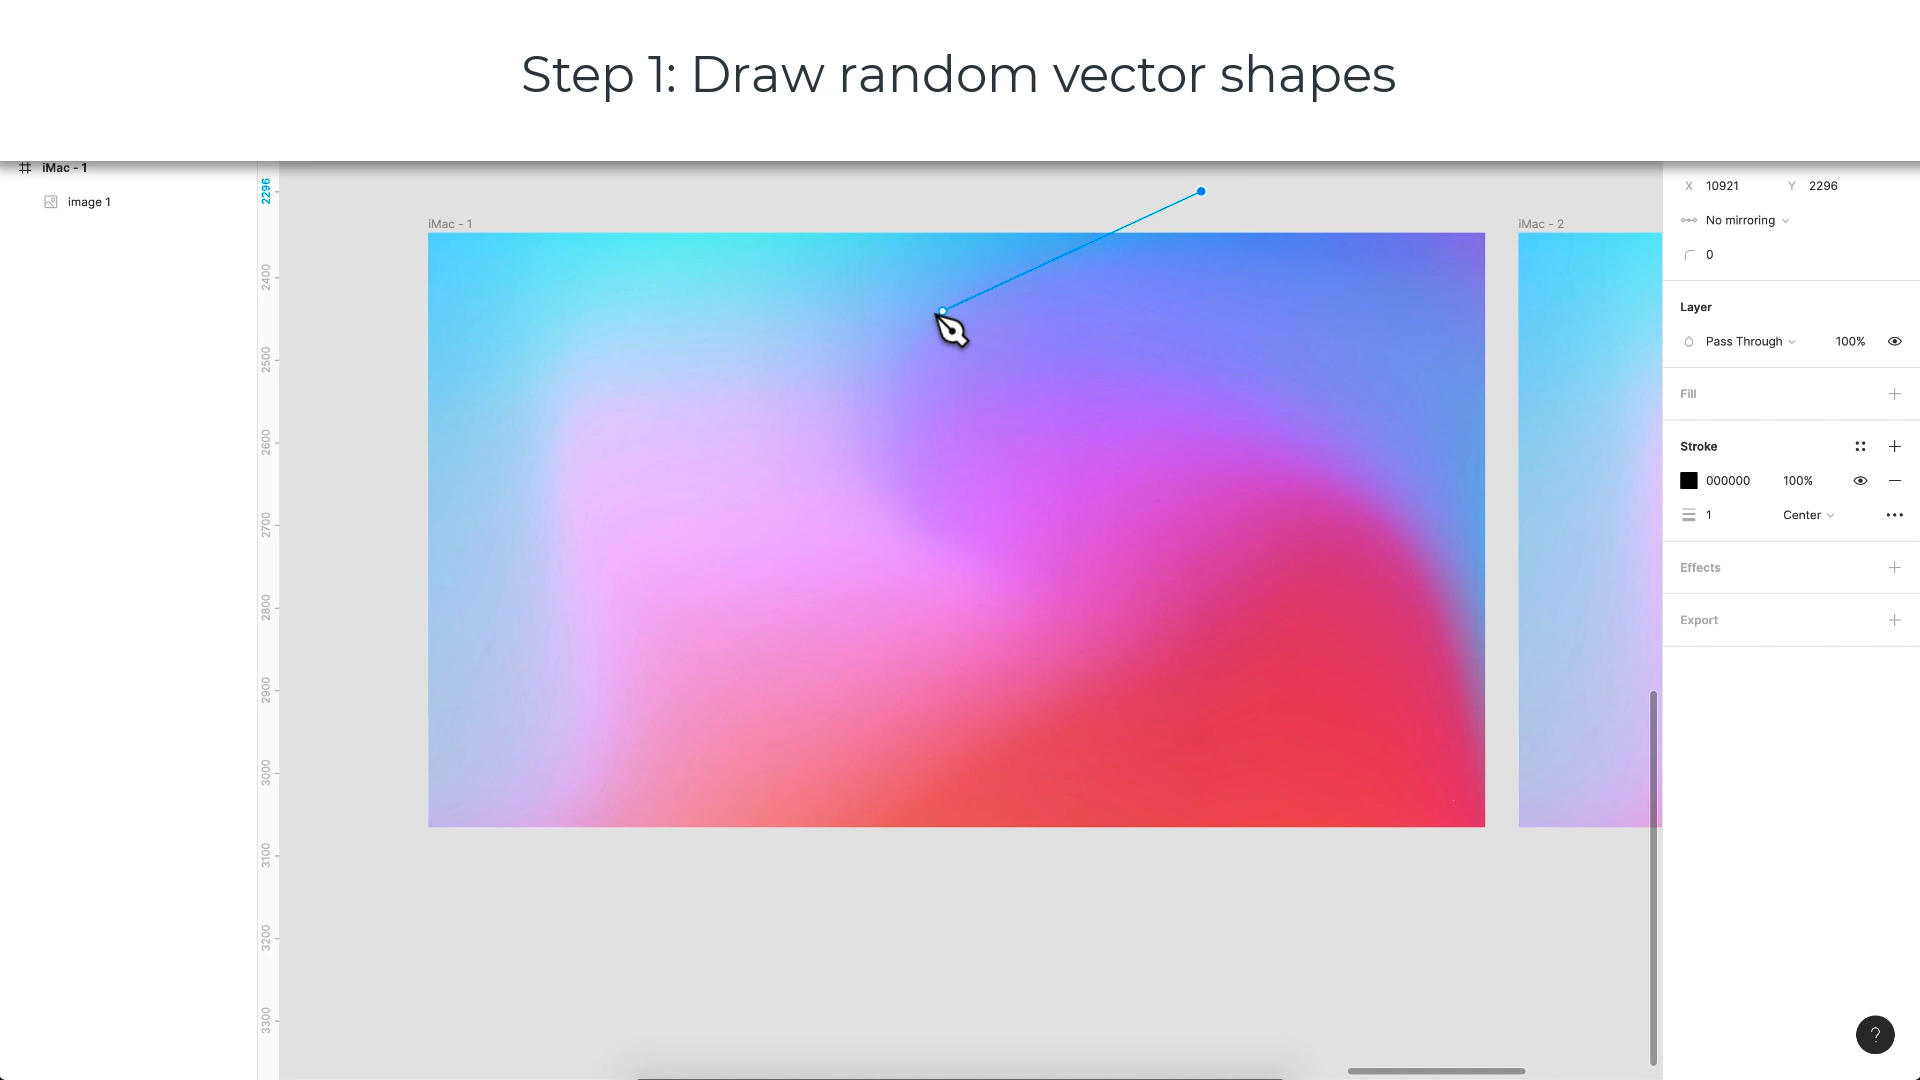 Step 1: Draw random vector shapes
iMac - 1
image 1
2296
2400
2500
2600
2700
2800
2900
3000
3100
3200
3300
iMac - 1
iMac - 2
X 10921 Y 2296
No mirroring
0
Layer
Pass Through 100%
Fill
Stroke
000000 100%
1 Center
Effects
Export
?